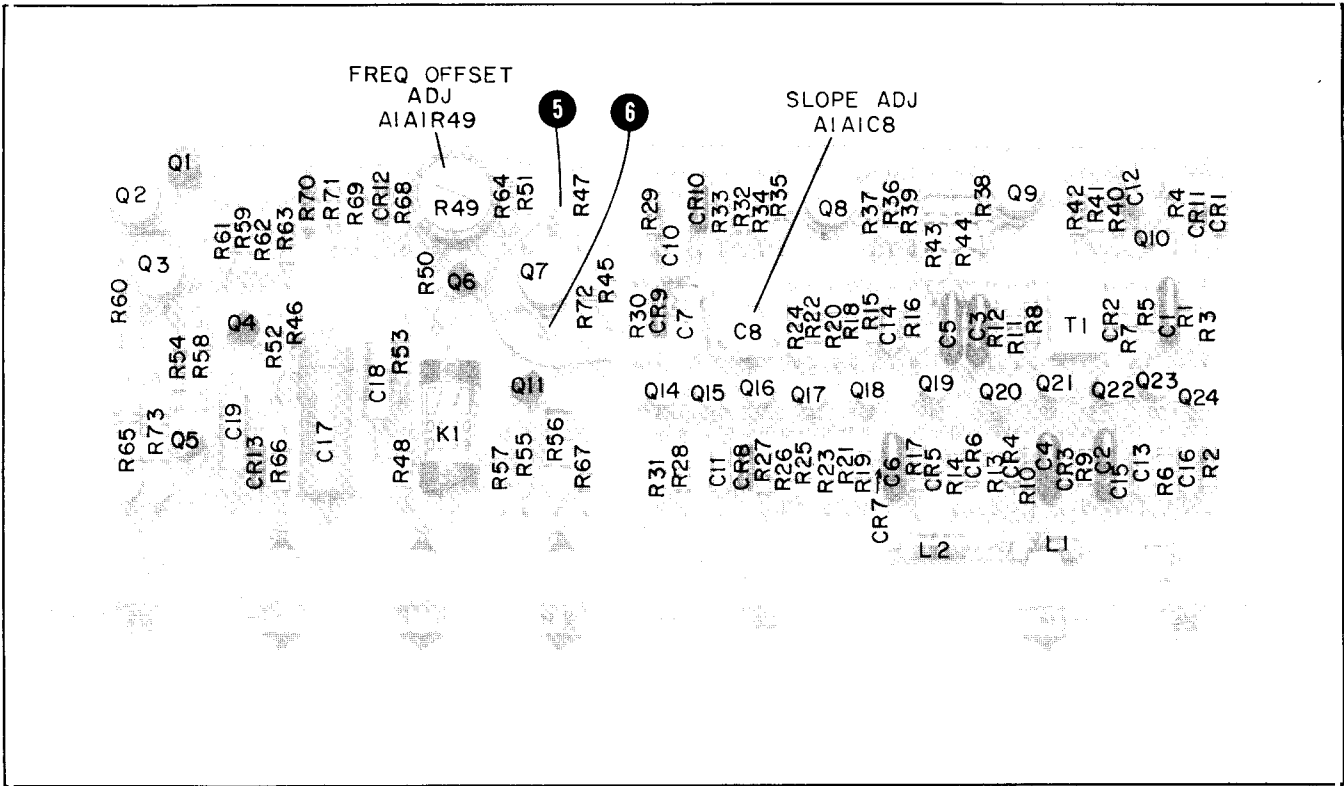 FREQ OFFSET
ADJ
A1A1R49
5
6
SLOPE ADJ
A1A1C8
Q1
Q2
R61
R59
R62
R63
R70
R71
R69
CR12
R68
R49
R64
R51
R47
R29
C10
CR10
R33
R32
R34
R35
Q8
R37
R36
R39
R43
R44
R38
Q9
R42
R41
R40
C12
Q10
R4
CR11
CR1
Q3
R60
R50
Q6
Q7
R72
R45
Q4
R54
R58
R52
R46
C18
R53
R30
CR9
C7
C8
R24
R22
R20
R18
R15
C14
R16
C5
C3
R12
R11
R8
T1
CR2
R7
R5
C1
R1
R3
Q11
Q14
Q15
Q16
Q17
Q18
Q19
Q20
Q21
Q22
Q23
Q24
R65
R73
Q5
C19
CR13
R66
C17
R48
K1
R57
R55
R56
R67
R31
R28
C11
CR8
R27
R26
R25
R23
R21
R19
CR7
C6
R17
CR5
R14
CR6
R13
CR4
R10
C4
CR3
R9
C2
C15
C13
R6
C16
R2
L2
L1